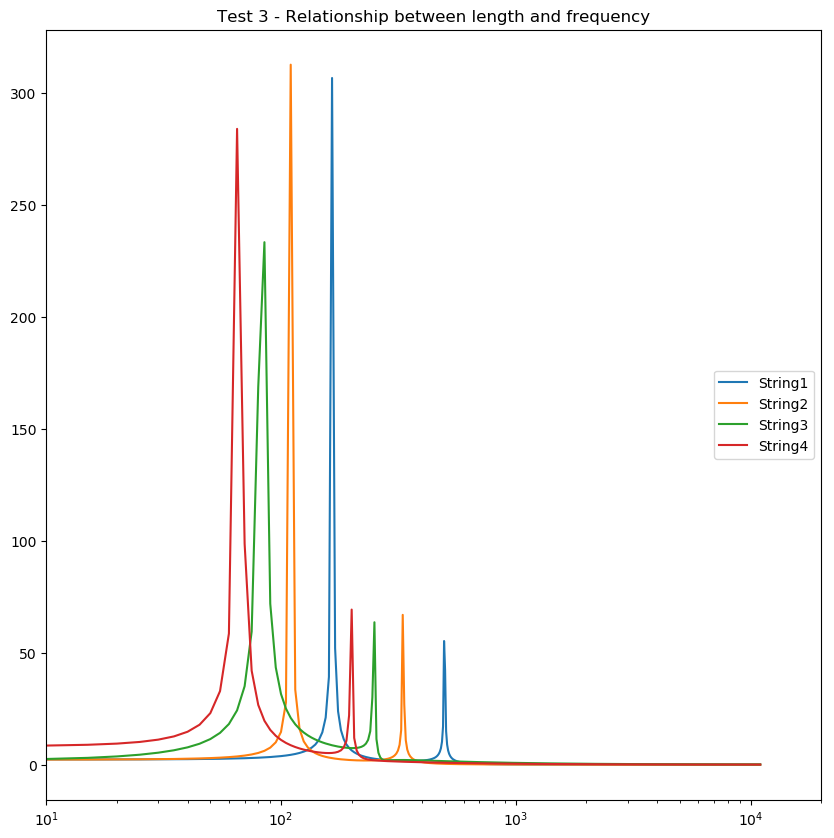 Test 3 - Relationship between length and frequency
300
250
200
150
100
50
0
String1
String2
String3
String4
10¹ 10² 10³ 10⁴